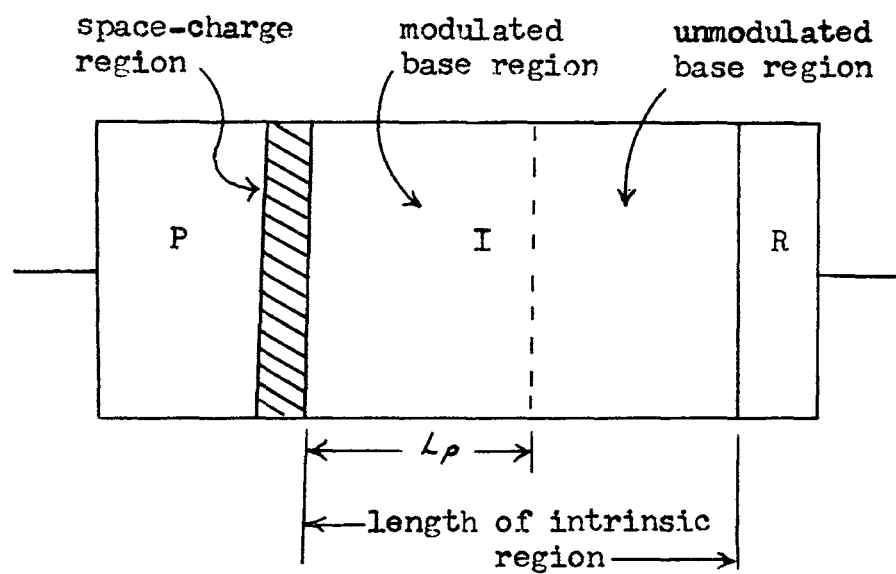 space-charge
region
modulated
base region
unmodulated
base region
P
I
R
Lp
length of intrinsic
region